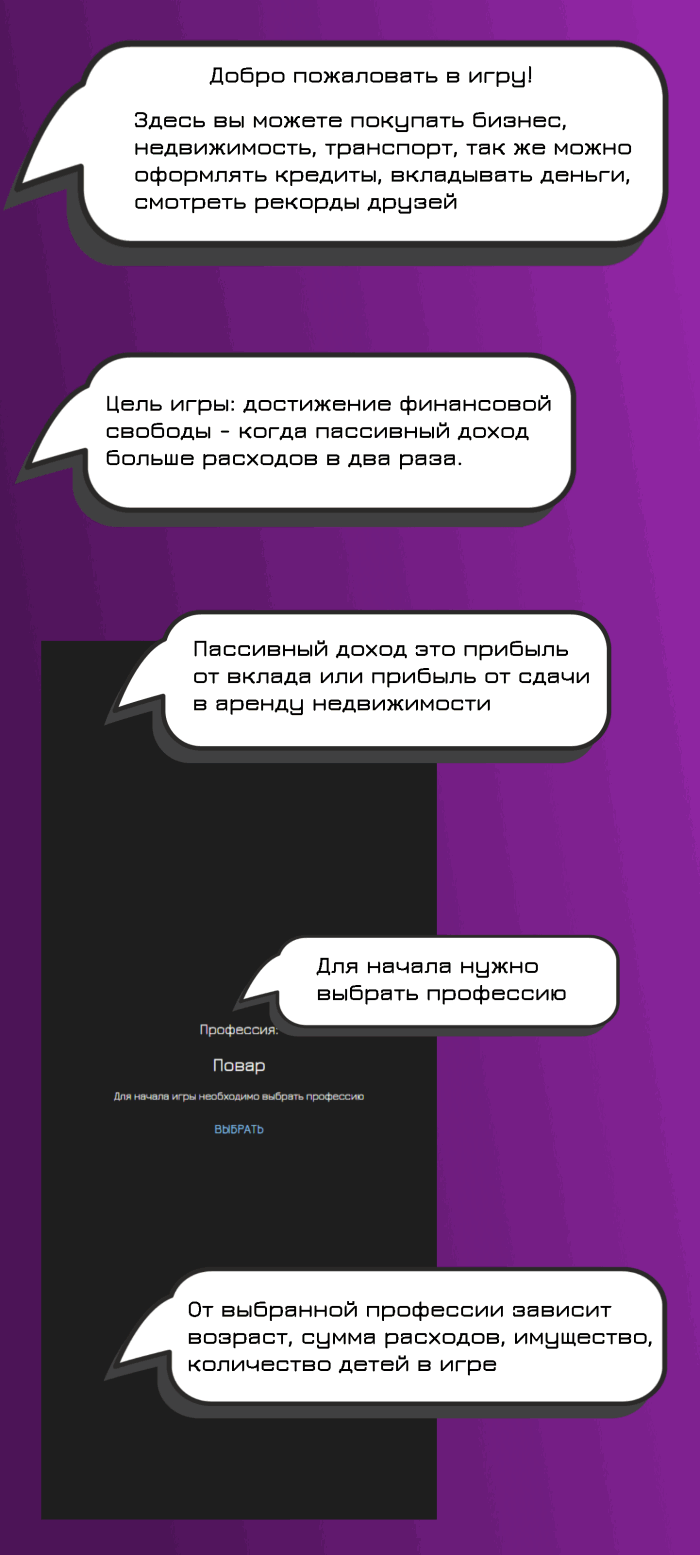 Добро пожаловать в игру!
Здесь вы можете покупать бизнес,
недвижимость, транспорт, так же можно
оформлять кредиты, вкладывать деньги,
смотреть рекорды друзей
Цель игры: достижение финансовой
свободы - когда пассивный доход
больше расходов в два раза.
Пассивный доход это прибыль
от вклада или прибыль от сдачи
в аренду недвижимости
Для начала нужно
выбрать профессию
Профессия:
Повар
Для начала игры необходимо выбрать профессию
ВЫБРАТЬ
От выбранной профессии зависит
возраст, сумма расходов, имущество,
количество детей в игре